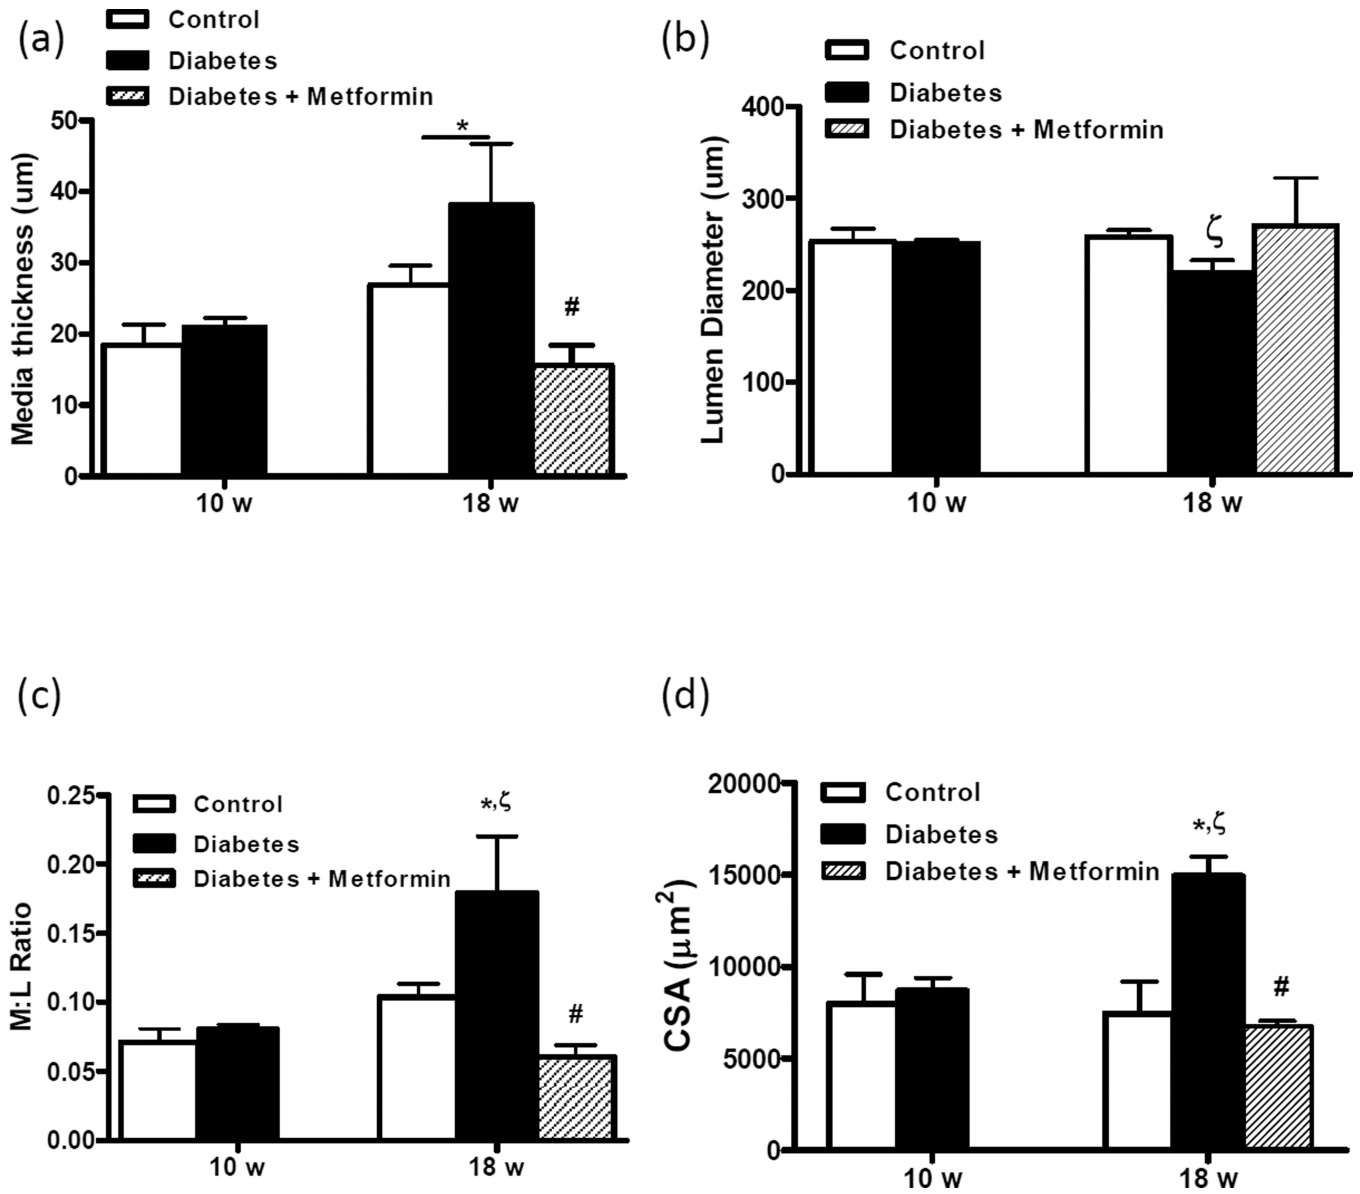 (a)
Control
Diabetes
Diabetes + Metformin
Media thickness (um)
50
40
30
20
10
0
*
#
10 w
18 w
(b)
Control
Diabetes
Diabetes + Metformin
Lumen Diameter (um)
400
300
200
100
0
ζ
10 w
18 w
(c)
Control
Diabetes
Diabetes + Metformin
M:L Ratio
0.25
0.20
0.15
0.10
0.05
0.00
*,ζ
#
10 w
18 w
(d)
Control
Diabetes
Diabetes + Metformin
CSA (μm²)
20000
15000
10000
5000
0
*,ζ
#
10 w
18 w